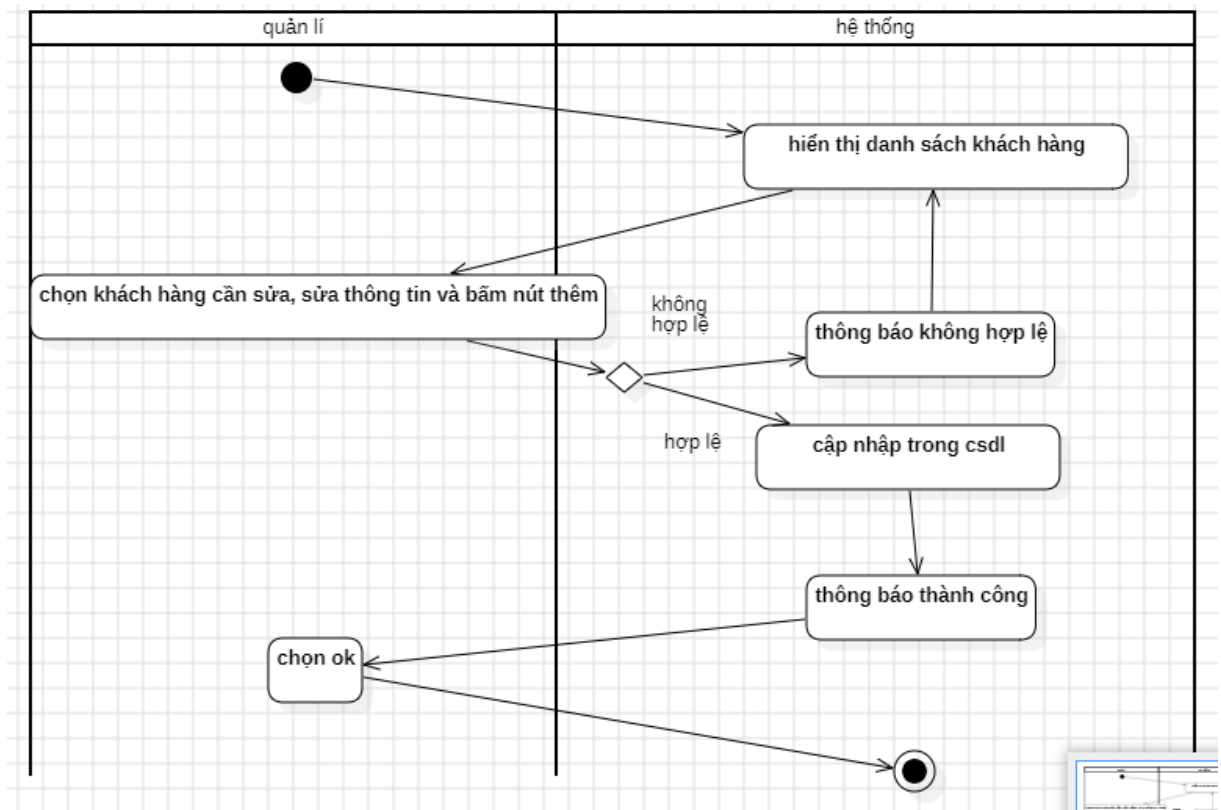 quản lí
hệ thống
hiển thị danh sách khách hàng
chọn khách hàng cần sửa, sửa thông tin và bấm nút thêm
không
hợp lệ
thông báo không hợp lệ
hợp lệ
cập nhập trong csdl
thông báo thành công
chọn ok